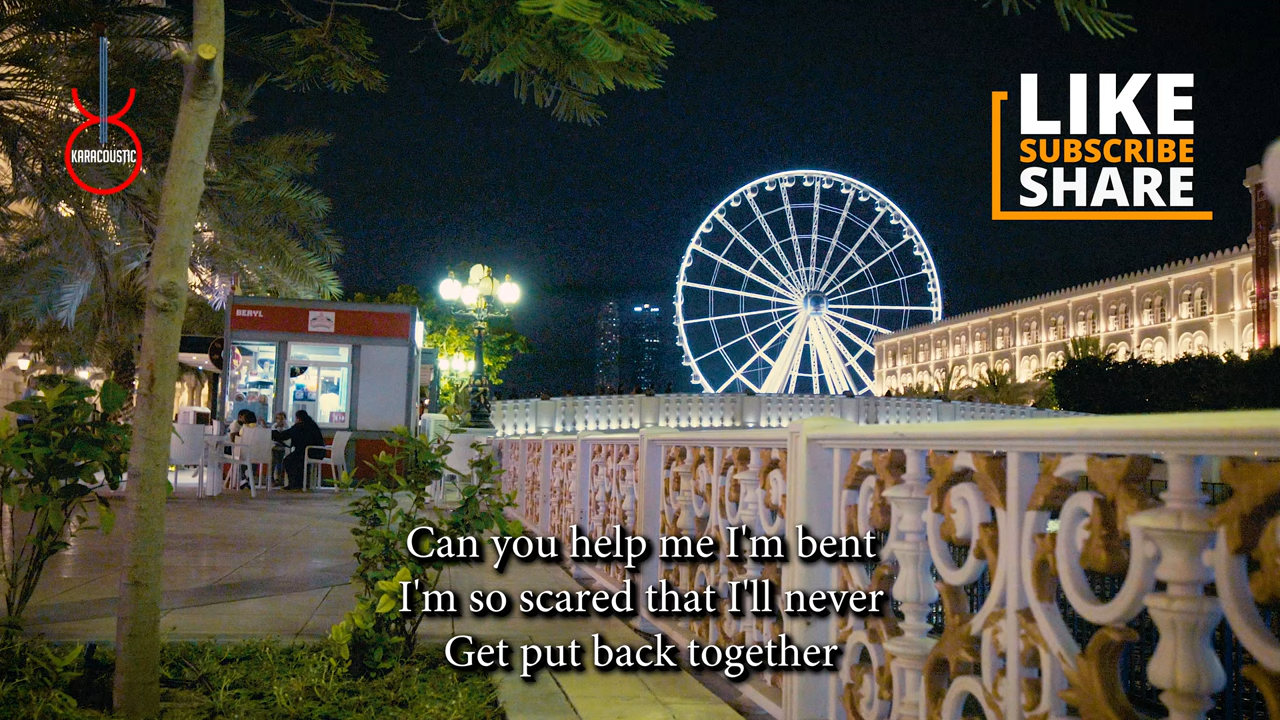 KARACOUSTIC
LIKE
SUBSCRIBE
SHARE
BERYL
Can you help me I'm bent
I'm so scared that I'll never
Get put back together